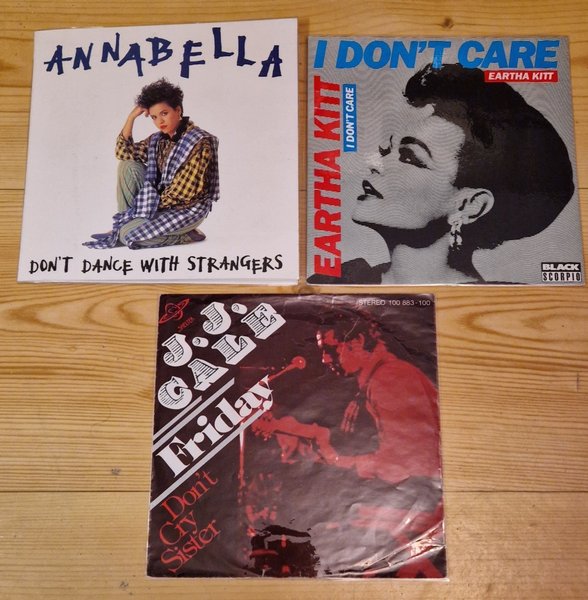 ANNABELLA
DON'T DANCE WITH STRANGERS
I DON'T CARE
EARTHA KITT
EARTHA KITT
I DON'T CARE
BLACK
SCORPIO
STEREO 100 883-100
J.J.
CALE
Friday
Don't
Cry
Sister